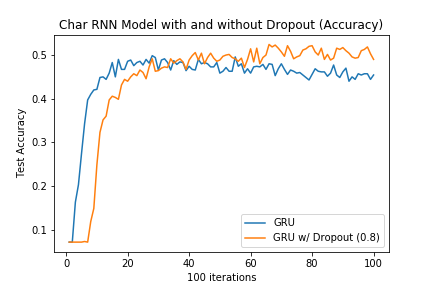 Char RNN Model with and without Dropout (Accuracy)
0.5
0.4
0.3
0.2
0.1
Test Accuracy
GRU
GRU w/ Dropout (0.8)
0 20 40 60 80 100
100 iterations